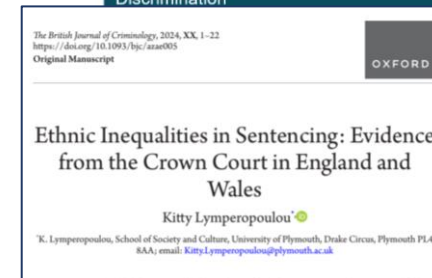 Discrimination
The British Journal of Criminology, 2024, XX, 1–22
https://doi.org/10.1093/bjc/azae005
Original Manuscript
OXFORD
Ethnic Inequalities in Sentencing: Evidence
from the Crown Court in England and
Wales
Kitty Lymperopoulou*
*K. Lymperopoulou, School of Society and Culture, University of Plymouth, Drake Circus, Plymouth PL4
8AA; email: Kitty.Lymperopoulou@plymouth.ac.uk